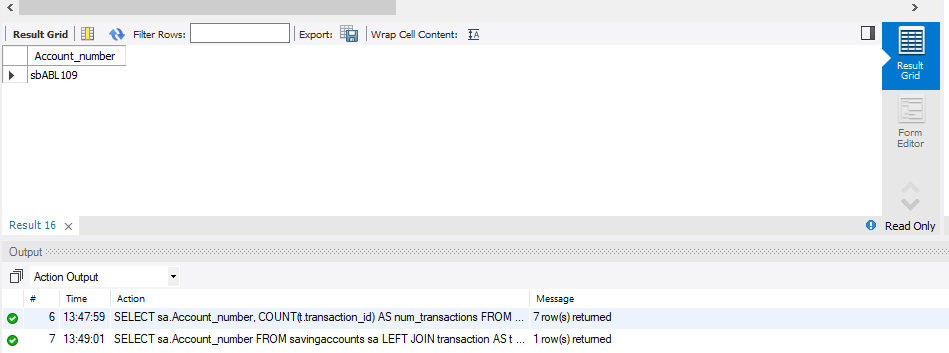 Result Grid Filter Rows: Export: Wrap Cell Content: IA
Account_number
sbABL109
Result
Grid
Form
Editor
Result 16 × Read Only
Output
Action Output
# Time Action Message
6 13:47:59 SELECT sa.Account_number, COUNT(t.transaction_id) AS num_transactions FROM ... 7 row(s) returned
7 13:49:01 SELECT sa.Account_number FROM savingaccounts sa LEFT JOIN transaction AS t ... 1 row(s) returned